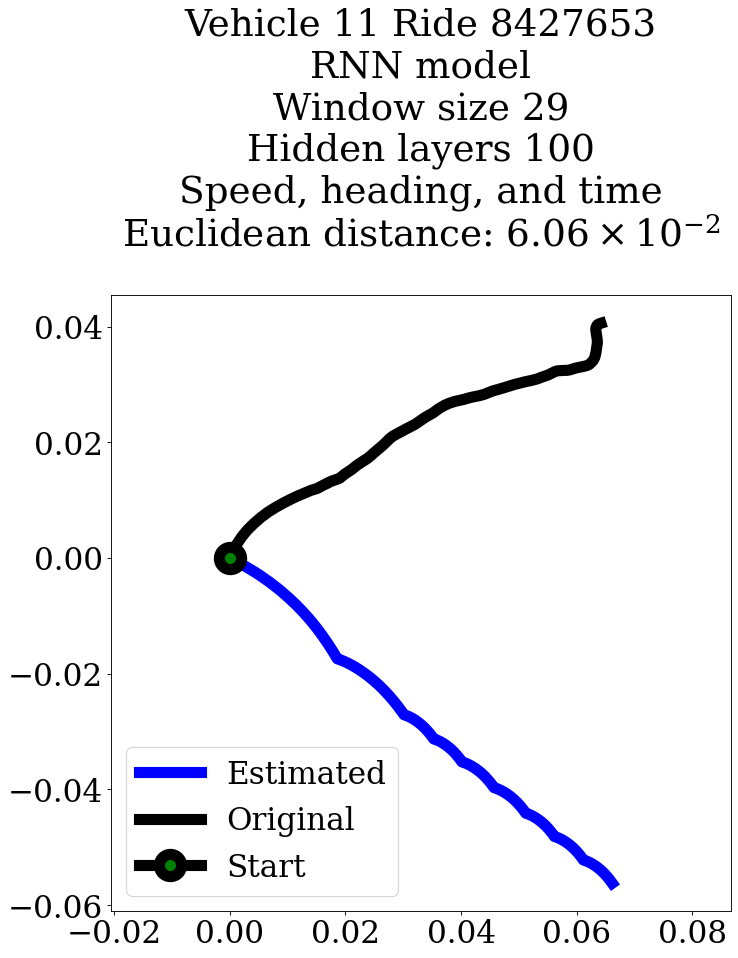 Vehicle 11 Ride 8427653
RNN model
Window size 29
Hidden layers 100
Speed, heading, and time
Euclidean distance: 6.06 × 10⁻²
0.04
0.02
0.00
−0.02
−0.04
−0.06
Estimated
Original
Start
−0.02 0.00 0.02 0.04 0.06 0.08